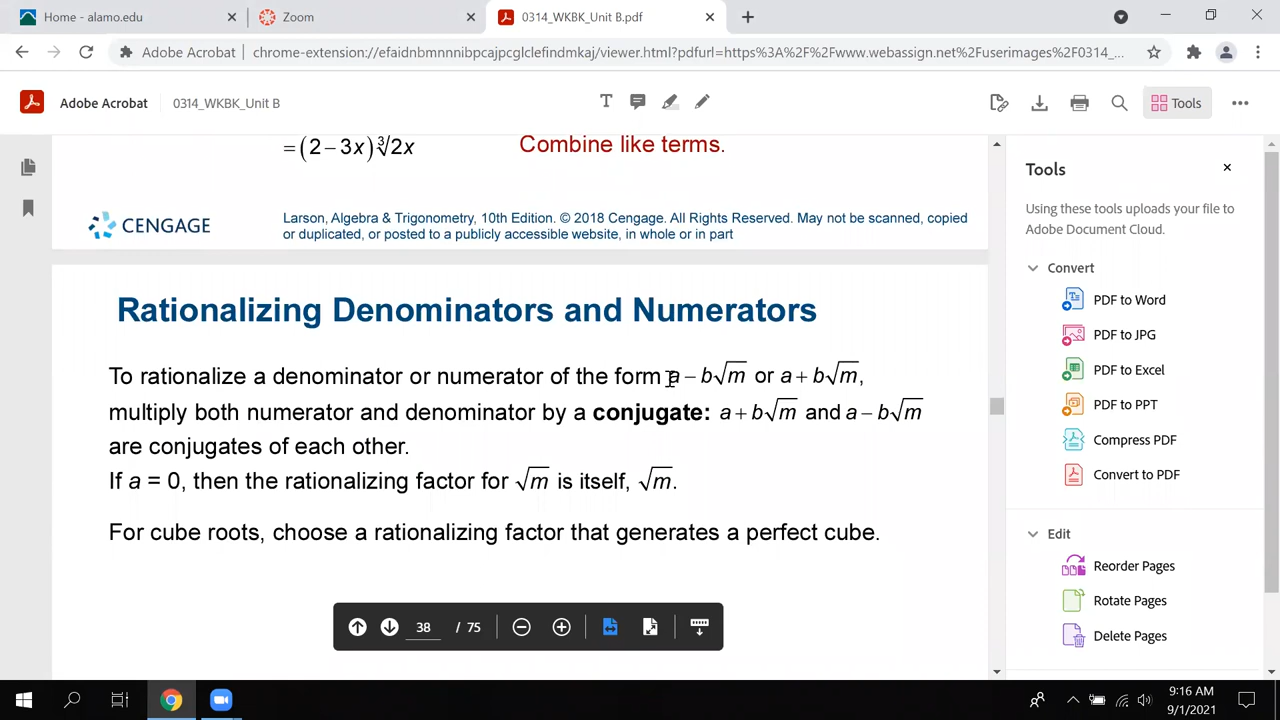 Home - alamo.edu
Zoom
0314_WKBK_Unit B.pdf
Adobe Acrobat | chrome-extension://efaidnbmnnnibpcajpcglclefindmkaj/viewer.html?pdfurl=https%3A%2F%2Fwww.webassign.net%2Fuserimages%2F0314_...
Adobe Acrobat
0314_WKBK_Unit B
Tools
= (2 − 3x) ∛2x
Combine like terms.
CENGAGE
Larson, Algebra & Trigonometry, 10th Edition. © 2018 Cengage. All Rights Reserved. May not be scanned, copied
or duplicated, or posted to a publicly accessible website, in whole or in part
Rationalizing Denominators and Numerators
To rationalize a denominator or numerator of the form a − b√m or a + b√m,
multiply both numerator and denominator by a conjugate: a + b√m and a − b√m
are conjugates of each other.
If a = 0, then the rationalizing factor for √m is itself, √m.
For cube roots, choose a rationalizing factor that generates a perfect cube.
38 / 75
Tools
Using these tools uploads your file to
Adobe Document Cloud.
Convert
PDF to Word
PDF to JPG
PDF to Excel
PDF to PPT
Compress PDF
Convert to PDF
Edit
Reorder Pages
Rotate Pages
Delete Pages
9:16 AM
9/1/2021